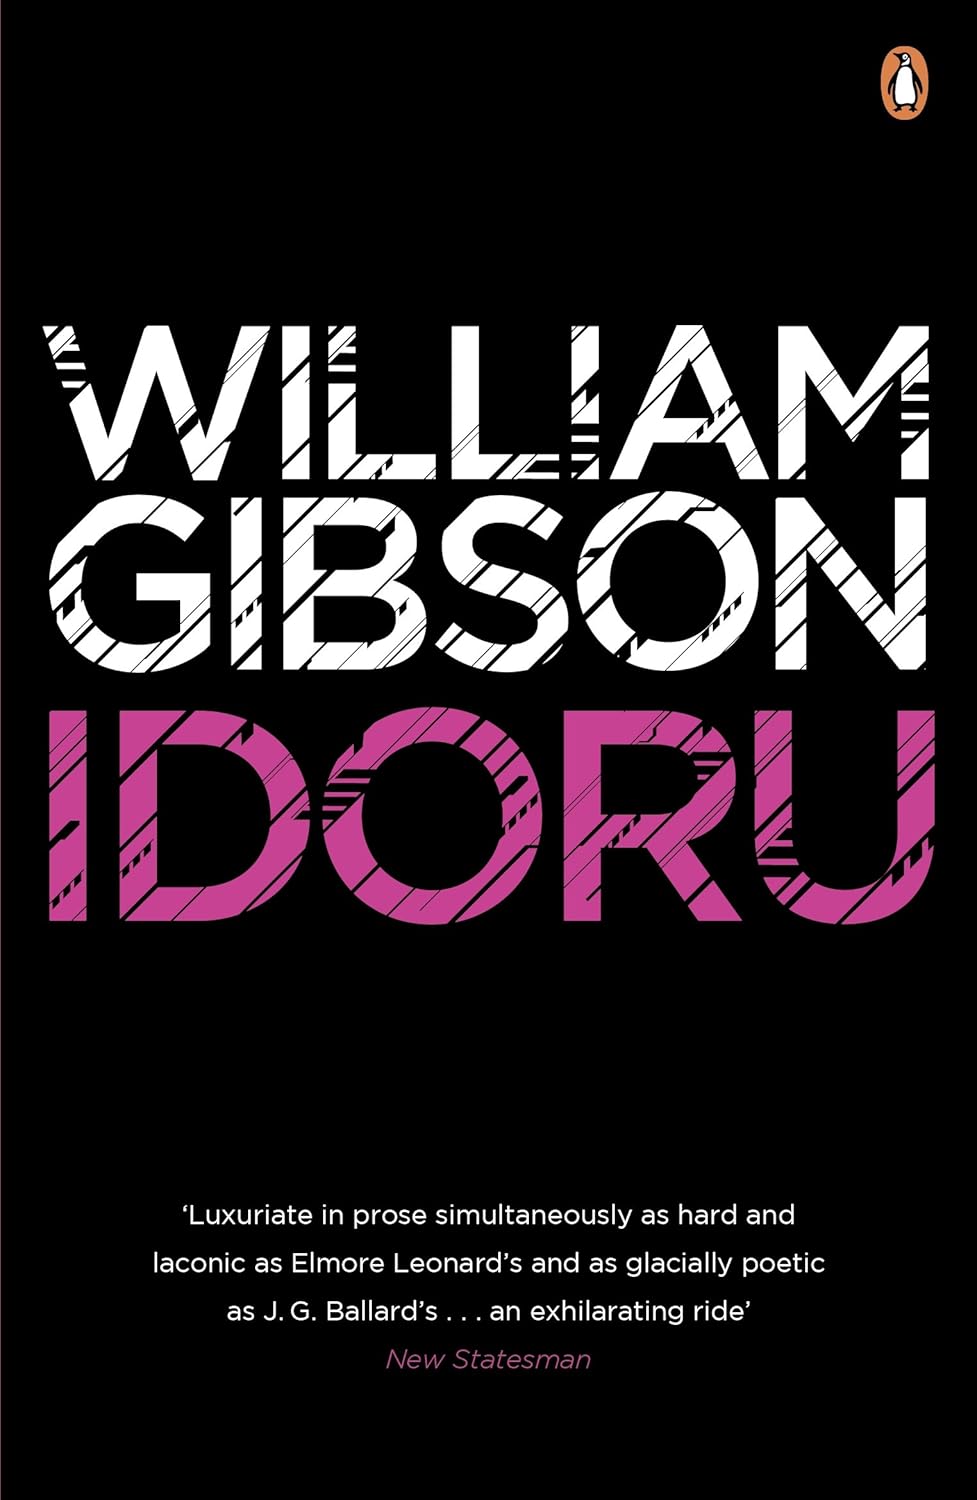 WILLIAM
GIBSON
IDORU
‘Luxuriate in prose simultaneously as hard and
laconic as Elmore Leonard’s and as glacially poetic
as J. G. Ballard’s . . . an exhilarating ride’
New Statesman